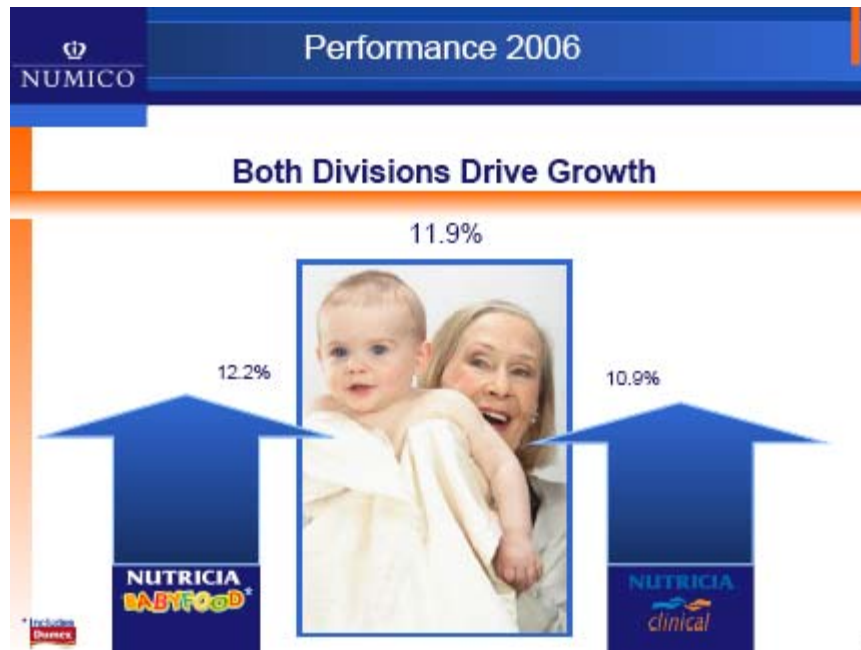 NUMICO
Performance 2006
Both Divisions Drive Growth
11.9%
12.2%
10.9%
NUTRICIA
BABYFOOD*
NUTRICIA
clinical
* Includes
Dumex